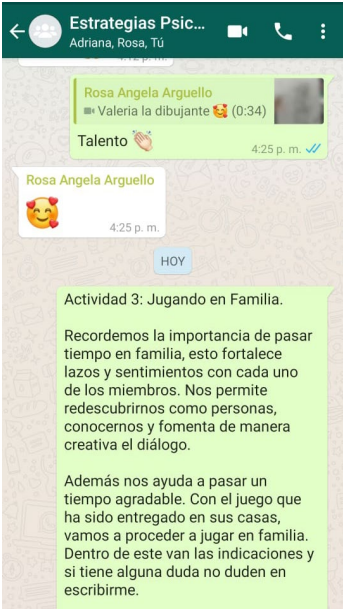 Estrategias Psic...
Adriana, Rosa, Tú
Rosa Angela Arguello
Valeria la dibujante 🥰 (0:34)
Talento 👏🏻
4:25 p. m.
Rosa Angela Arguello
🥰
4:25 p. m.
HOY
Actividad 3: Jugando en Familia.
Recordemos la importancia de pasar
tiempo en familia, esto fortalece
lazos y sentimientos con cada uno
de los miembros. Nos permite
redescubrirnos como personas,
conocernos y fomenta de manera
creativa el diálogo.
Además nos ayuda a pasar un
tiempo agradable. Con el juego que
ha sido entregado en sus casas,
vamos a proceder a jugar en familia.
Dentro de este van las indicaciones y
si tiene alguna duda no duden en
escribirme.